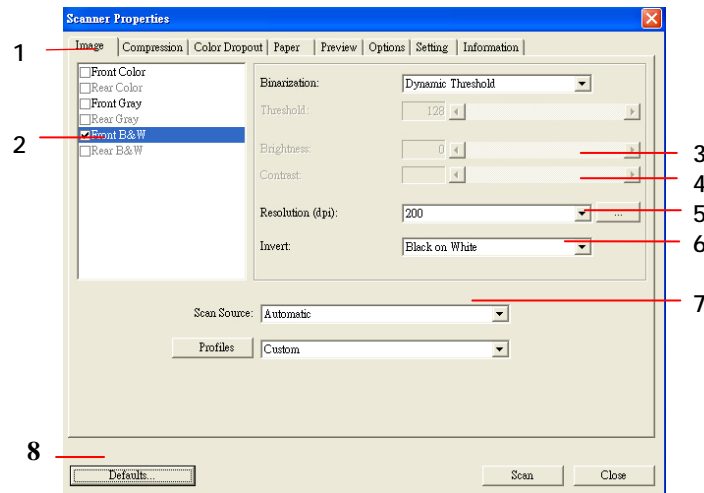 Scanner Properties
Image Compression Color Dropout Paper Preview Options Setting Information
1
Front Color
Rear Color
Front Gray
Rear Gray
Front B&W
Rear B&W
2
Binarization: Dynamic Threshold
Threshold: 128
Brightness: 0
3
Contrast:
4
Resolution (dpi): 200 ...
5
Invert: Black on White
6
7
Scan Source: Automatic
Profiles Custom
8
Defaults... Scan Close